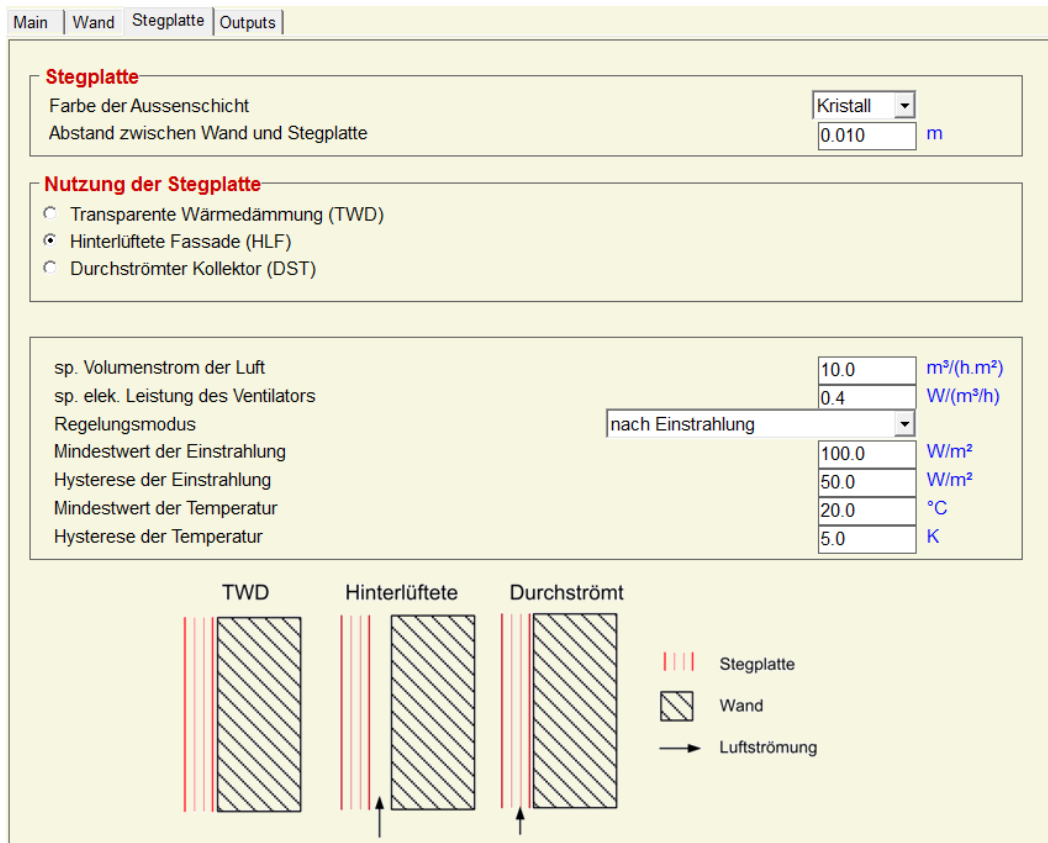 Main Wand Stegplatte Outputs
Stegplatte
Farbe der Aussenschicht Kristall
Abstand zwischen Wand und Stegplatte 0.010 m
Nutzung der Stegplatte
Transparente Wärmedämmung (TWD)
Hinterlüftete Fassade (HLF)
Durchströmter Kollektor (DST)
sp. Volumenstrom der Luft 10.0 m³/(h.m²)
sp. elek. Leistung des Ventilators 0.4 W/(m³/h)
Regelungsmodus nach Einstrahlung
Mindestwert der Einstrahlung 100.0 W/m²
Hysterese der Einstrahlung 50.0 W/m²
Mindestwert der Temperatur 20.0 °C
Hysterese der Temperatur 5.0 K
TWD Hinterlüftete Durchströmt
Stegplatte
Wand
Luftströmung